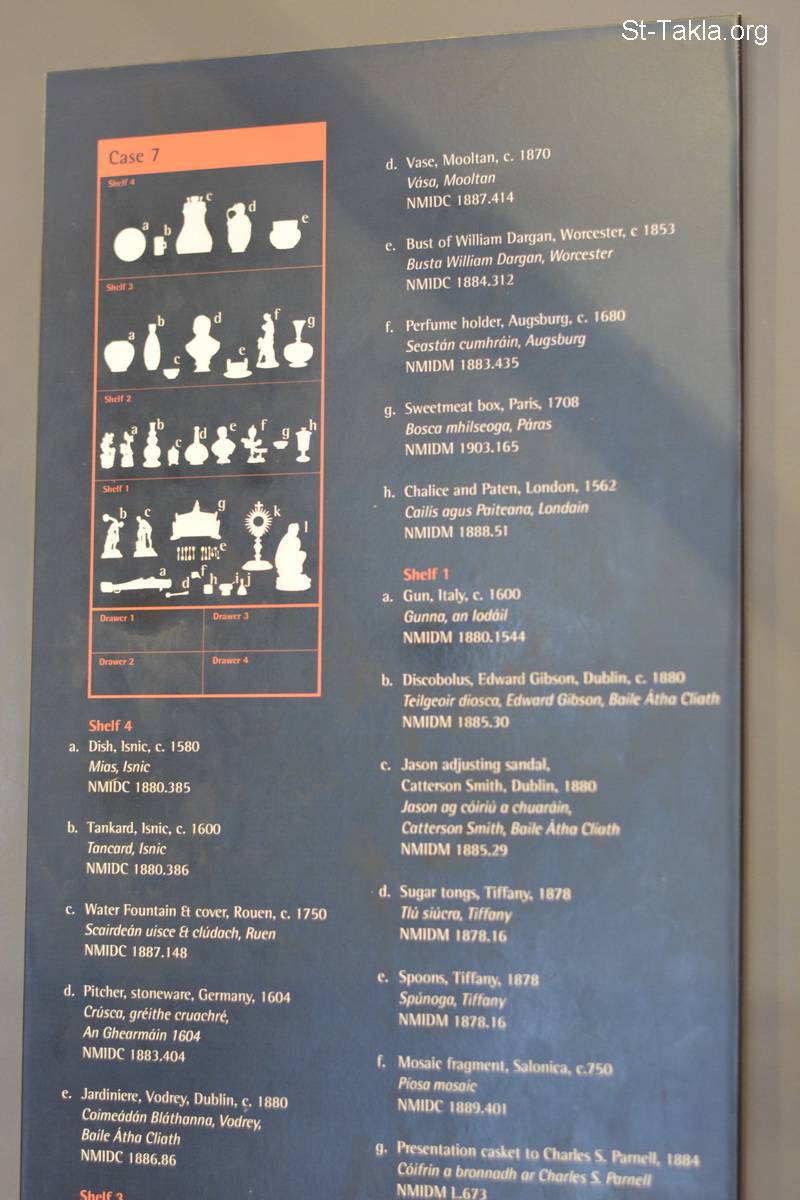 St-Takla.org
Case 7
Shelf 4
a
b
c
d
e
Shelf 3
a
b
c
d
e
f
g
Shelf 2
a
b
c
d
e
f
g
h
Shelf 1
b
c
g
k
l
e
a
d
f
h
i
j
Drawer 1
Drawer 3
Drawer 2
Drawer 4
Shelf 4
a. Dish, Isnic, c. 1580
Mias, Isnic
NMIDC 1880.385
b. Tankard, Isnic, c. 1600
Tancard, Isnic
NMIDC 1880.386
c. Water Fountain & cover, Rouen, c. 1750
Scairdeán uisce & clúdach, Ruen
NMIDC 1887.148
d. Pitcher, stoneware, Germany, 1604
Crúsca, gréithe cruachré,
An Ghearmáin 1604
NMIDC 1883.404
e. Jardiniere, Vodrey, Dublin, c. 1880
Coimeádán Bláthanna, Vodrey,
Baile Átha Cliath
NMIDC 1886.86
Shelf 3
d. Vase, Mooltan, c. 1870
Vása, Mooltan
NMIDC 1887.414
e. Bust of William Dargan, Worcester, c 1853
Busta William Dargan, Worcester
NMIDC 1884.312
f. Perfume holder, Augsburg, c. 1680
Seastán cumhráin, Augsburg
NMIDM 1883.435
g. Sweetmeat box, Paris, 1708
Bosca mhilseoga, Páras
NMIDM 1903.165
h. Chalice and Paten, London, 1562
Cailís agus Paiteana, Londain
NMIDM 1888.51
Shelf 1
a. Gun, Italy, c. 1600
Gunna, an Iodáil
NMIDM 1880.1544
b. Discobolus, Edward Gibson, Dublin, c. 1880
Teilgeoir diosca, Edward Gibson, Baile Átha Cliath
NMIDM 1885.30
c. Jason adjusting sandal,
Catterson Smith, Dublin, 1880
Jason ag cóiriú a chuaráin,
Catterson Smith, Baile Átha Cliath
NMIDM 1885.29
d. Sugar tongs, Tiffany, 1878
Tlú siúcra, Tiffany
NMIDM 1878.16
e. Spoons, Tiffany, 1878
Spúnoga, Tiffany
NMIDM 1878.16
f. Mosaic fragment, Salonica, c.750
Píosa mosaic
NMIDC 1889.401
g. Presentation casket to Charles S. Parnell, 1884
Cóifrín a bronnadh ar Charles S. Parnell
NMIDM L.673